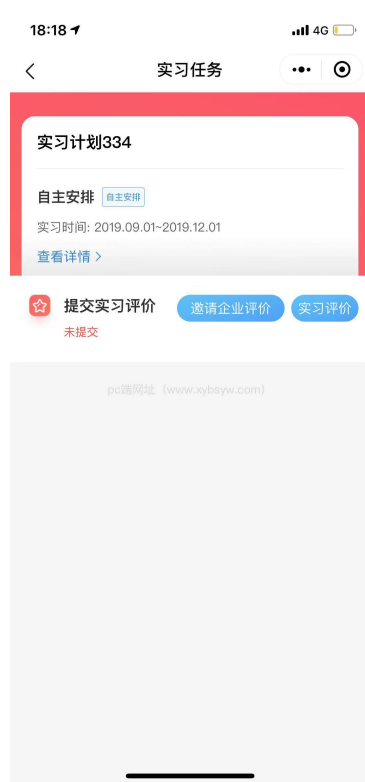 18:18
4G
实习任务
实习计划334
自主安排 自主安排
实习时间: 2019.09.01~2019.12.01
查看详情
提交实习评价 邀请企业评价 实习评价
未提交
pc端网址（www.xybsyw.com）